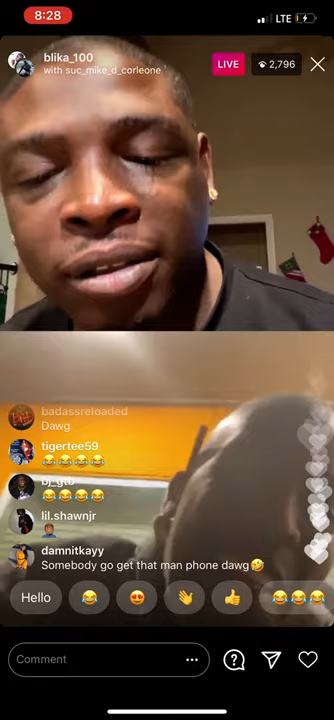 8:28
LTE
blika_100
with suc_mike_d_corleone
LIVE
2,796
badassreloaded
Dawg
tigertee59
😂😂😂😂
bj_gtb
😂😂😂😂
lil.shawnjr
🤦🏾‍♂️
damnitkayy
Somebody go get that man phone dawg🤣
Hello 😂 😍 👋 👍 😂😂😂
Comment